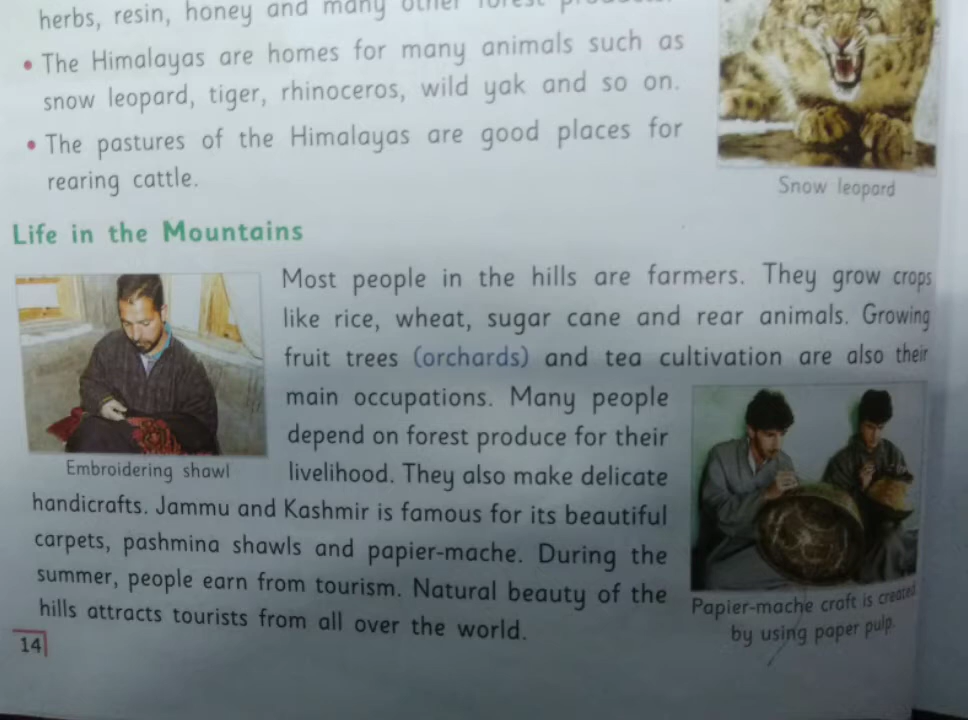 herbs, resin, honey and many other forest products.
• The Himalayas are homes for many animals such as
snow leopard, tiger, rhinoceros, wild yak and so on.
• The pastures of the Himalayas are good places for
rearing cattle.
Snow leopard
Life in the Mountains
Most people in the hills are farmers. They grow crops
like rice, wheat, sugar cane and rear animals. Growing
fruit trees (orchards) and tea cultivation are also their
main occupations. Many people
depend on forest produce for their
livelihood. They also make delicate
handicrafts. Jammu and Kashmir is famous for its beautiful
carpets, pashmina shawls and papier-mache. During the
summer, people earn from tourism. Natural beauty of the
hills attracts tourists from all over the world.
Embroidering shawl
Papier-mache craft is created
by using paper pulp.
14